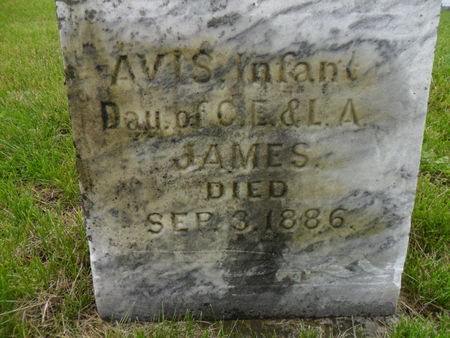 AVIS, Infant
Dau. of C. E. & L. A.
JAMES.
DIED
SEP. 3, 1886.